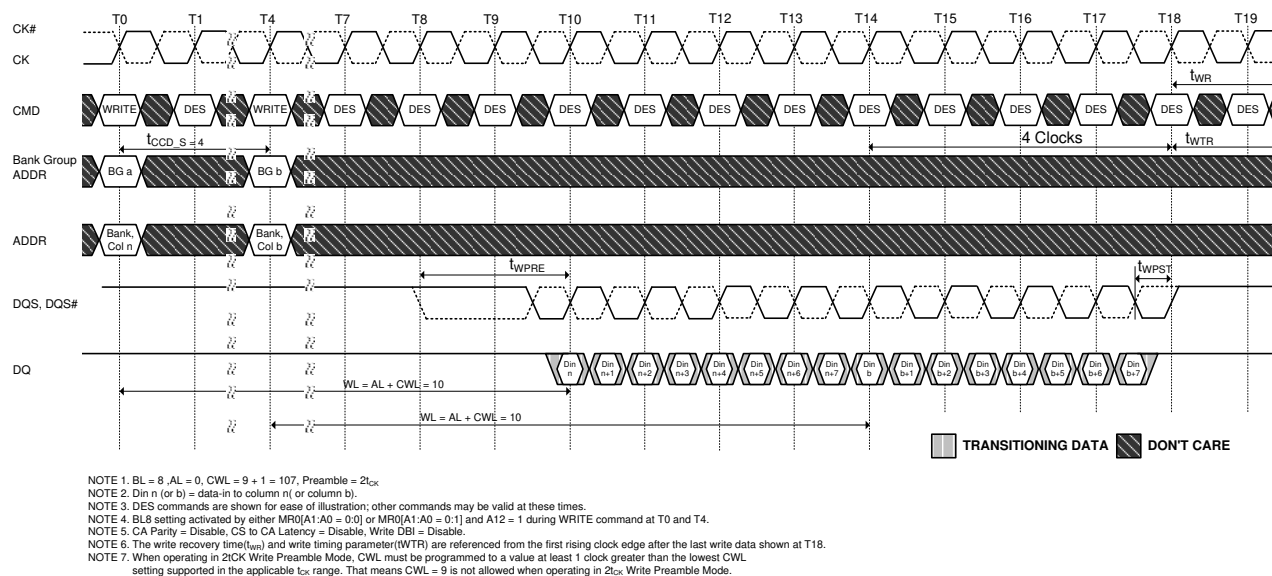 T0 T1 T4 T7 T8 T9 T10 T11 T12 T13 T14 T15 T16 T17 T18 T19
CK#
CK
tWR
CMD WRITE DES WRITE DES DES DES DES DES DES DES DES DES DES DES DES DES
tCCD_S = 4
4 Clocks
tWTR
Bank Group
ADDR
BG a BG b
ADDR
Bank, Col n
Bank, Col b
tWPRE
tWPST
DQS, DQS#
DQ
Din n Din n+1 Din n+2 Din n+3 Din n+4 Din n+5 Din n+6 Din n+7 Din b Din b+1 Din b+2 Din b+3 Din b+4 Din b+5 Din b+6 Din b+7
WL = AL + CWL = 10
WL = AL + CWL = 10
TRANSITIONING DATA DON'T CARE
NOTE 1. BL = 8 ,AL = 0, CWL = 9 + 1 = 107, Preamble = 2tCK
NOTE 2. Din n (or b) = data-in to column n( or column b).
NOTE 3. DES commands are shown for ease of illustration; other commands may be valid at these times.
NOTE 4. BL8 setting activated by either MR0[A1:A0 = 0:0] or MR0[A1:A0 = 0:1] and A12 = 1 during WRITE command at T0 and T4.
NOTE 5. CA Parity = Disable, CS to CA Latency = Disable, Write DBI = Disable.
NOTE 6. The write recovery time(tWR) and write timing parameter(tWTR) are referenced from the first rising clock edge after the last write data shown at T18.
NOTE 7. When operating in 2tCK Write Preamble Mode, CWL must be programmed to a value at least 1 clock greater than the lowest CWL
setting supported in the applicable tCK range. That means CWL = 9 is not allowed when operating in 2tCK Write Preamble Mode.